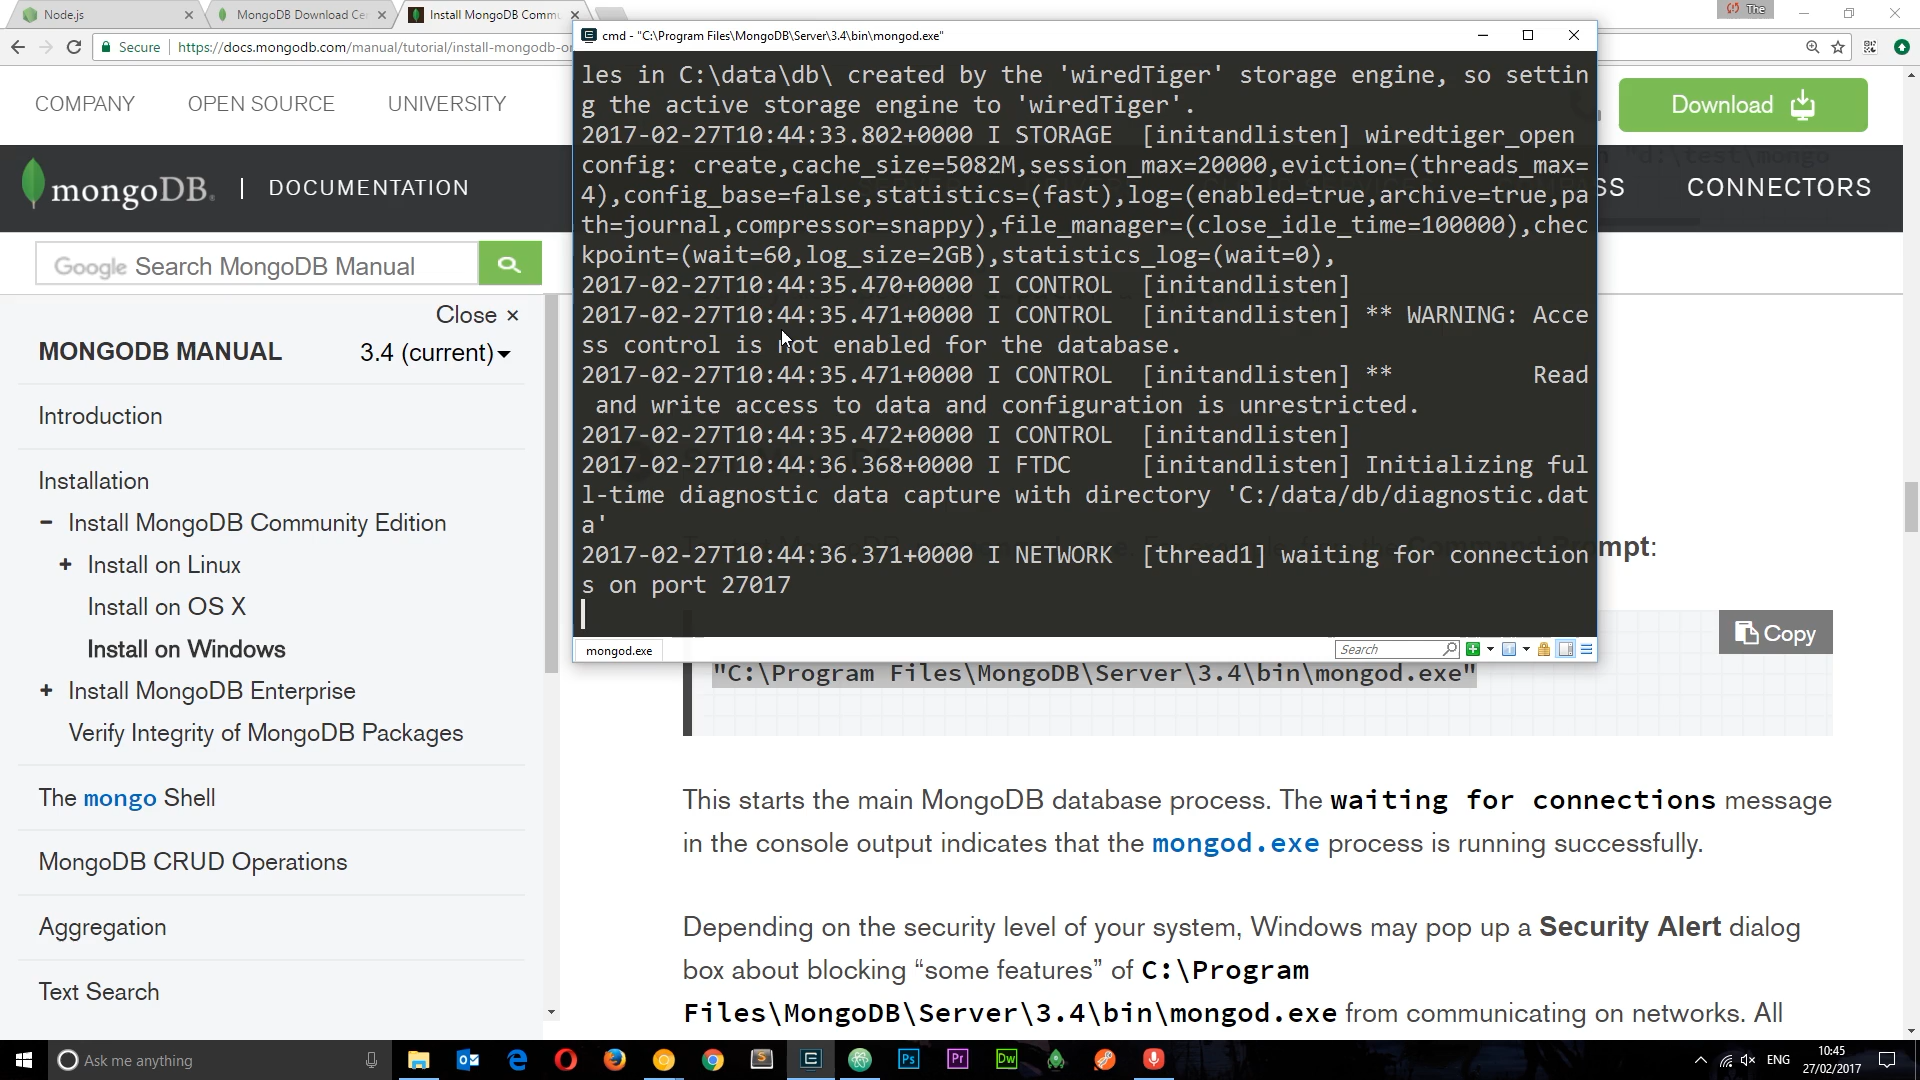 Node.js
MongoDB Download Ce
Install MongoDB Commu
The
Secure
https://docs.mongodb.com/manual/tutorial/install-mongodb-o
cmd - "C:\Program Files\MongoDB\Server\3.4\bin\mongod.exe"
COMPANY OPEN SOURCE UNIVERSITY
Download
mongoDB. | DOCUMENTATION
SS CONNECTORS
Google Search MongoDB Manual
Close ×
MONGODB MANUAL 3.4 (current)
Introduction
Installation
− Install MongoDB Community Edition
+ Install on Linux
Install on OS X
Install on Windows
+ Install MongoDB Enterprise
Verify Integrity of MongoDB Packages
The mongo Shell
MongoDB CRUD Operations
Aggregation
Text Search
les in C:\data\db\ created by the 'wiredTiger' storage engine, so settin
g the active storage engine to 'wiredTiger'.
2017-02-27T10:44:33.802+0000 I STORAGE [initandlisten] wiredtiger_open
config: create,cache_size=5082M,session_max=20000,eviction=(threads_max=
4),config_base=false,statistics=(fast),log=(enabled=true,archive=true,pa
th=journal,compressor=snappy),file_manager=(close_idle_time=100000),chec
kpoint=(wait=60,log_size=2GB),statistics_log=(wait=0),
2017-02-27T10:44:35.470+0000 I CONTROL [initandlisten]
2017-02-27T10:44:35.471+0000 I CONTROL [initandlisten] ** WARNING: Acce
ss control is not enabled for the database.
2017-02-27T10:44:35.471+0000 I CONTROL [initandlisten] ** Read
and write access to data and configuration is unrestricted.
2017-02-27T10:44:35.472+0000 I CONTROL [initandlisten]
2017-02-27T10:44:36.368+0000 I FTDC [initandlisten] Initializing ful
l-time diagnostic data capture with directory 'C:/data/db/diagnostic.dat
a'
2017-02-27T10:44:36.371+0000 I NETWORK [thread1] waiting for connection
s on port 27017
mongod.exe
Search
mpt:
Copy
"C:\Program Files\MongoDB\Server\3.4\bin\mongod.exe"
This starts the main MongoDB database process. The waiting for connections message
in the console output indicates that the mongod.exe process is running successfully.
Depending on the security level of your system, Windows may pop up a Security Alert dialog
box about blocking “some features” of C:\Program
Files\MongoDB\Server\3.4\bin\mongod.exe from communicating on networks. All
Ask me anything
Ps
Pr
Dw
ENG
10:45
27/02/2017